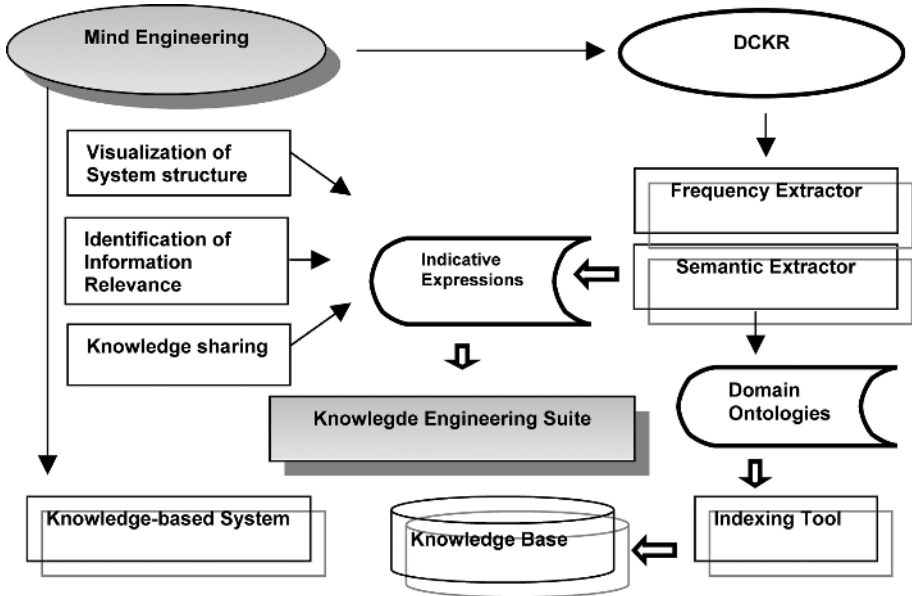 Mind Engineering
DCKR
Visualization of
System structure
Frequency Extractor
Identification of
Information
Relevance
Indicative
Expressions
Semantic Extractor
Knowledge sharing
Domain
Ontologies
Knowlegde Engineering Suite
Knowledge-based System
Knowledge Base
Indexing Tool